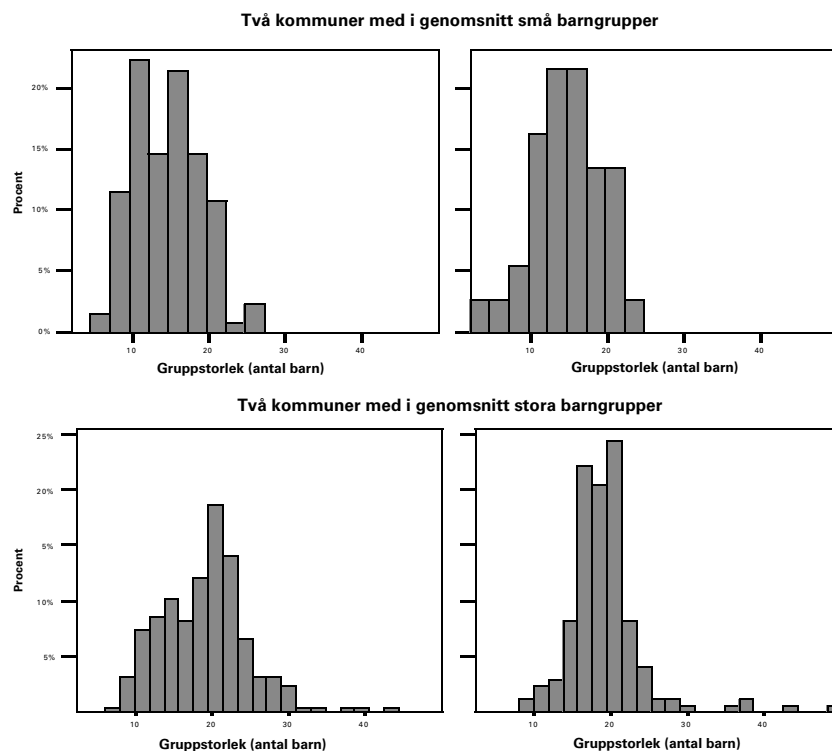 Två kommuner med i genomsnitt små barngrupper
20%
15%
10%
5%
0%
Procent
10 20 30 40
Gruppstorlek (antal barn)
10 20 30 40
Gruppstorlek (antal barn)
Två kommuner med i genomsnitt stora barngrupper
25%
20%
5%
10%
5%
Procent
10 20 30 40
Gruppstorlek (antal barn)
10 20 30 40
Gruppstorlek (antal barn)